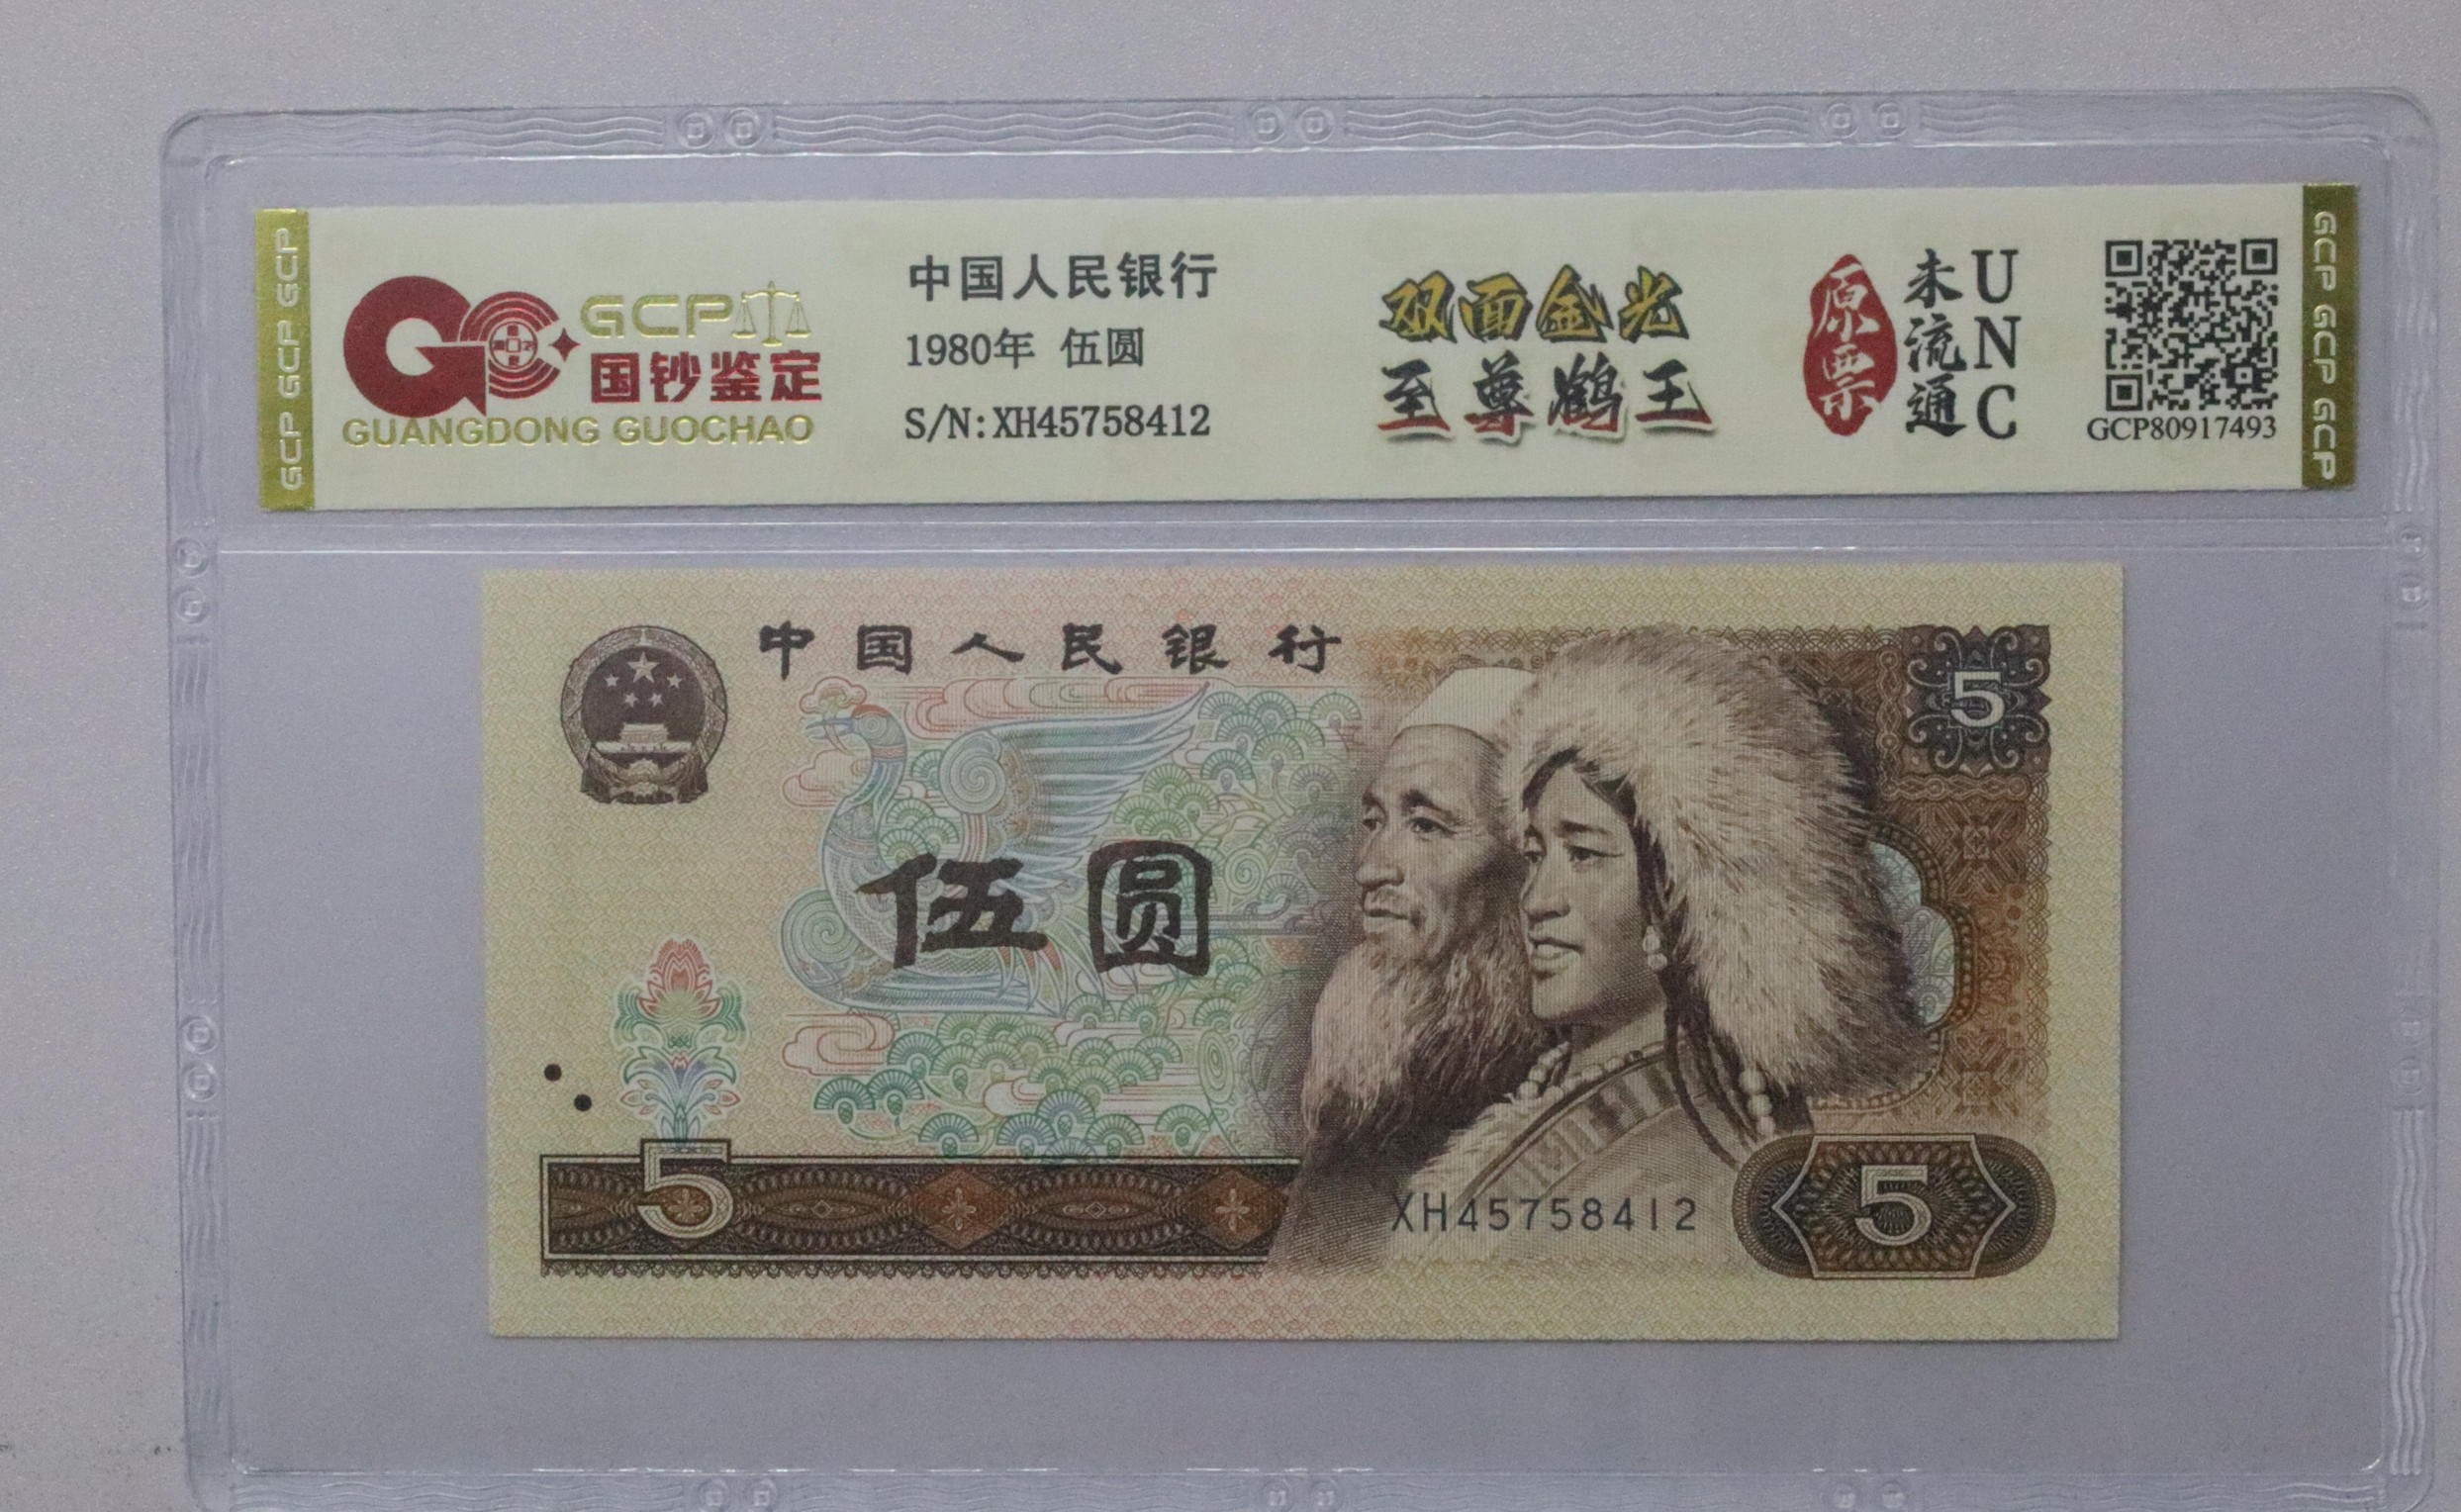 GCP GCP GCP
GCP
国钞鉴定
GUANGDONG GUOCHAO
中国人民银行
1980年 伍圆
S/N:XH45758412
双面金光
至尊鹤王
原票
未流通
UNC
GCP80917493
GCP GCP GCP
中国人民银行
5
伍圆
5
XH45758412
5